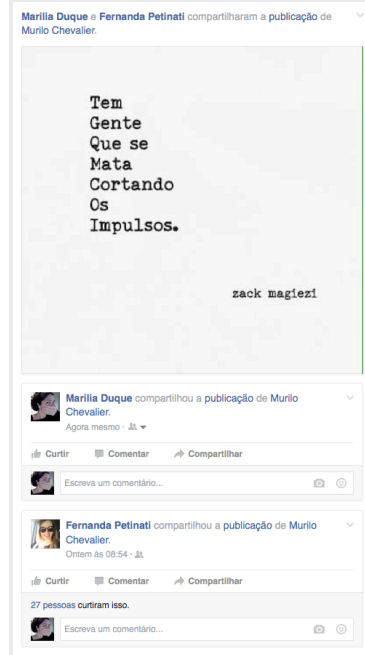 Marilia Duque e Fernanda Petinati compartilharam a publicação de
Murilo Chevalier.
Tem
Gente
Que se
Mata
Cortando
Os
Impulsos.
zack magiezi
Marilia Duque compartilhou a publicação de Murilo
Chevalier.
Agora mesmo ·
Curtir Comentar Compartilhar
Escreva um comentário...
Fernanda Petinati compartilhou a publicação de Murilo
Chevalier.
Ontem às 08:54 ·
Curtir Comentar Compartilhar
27 pessoas curtiram isso.
Escreva um comentário...